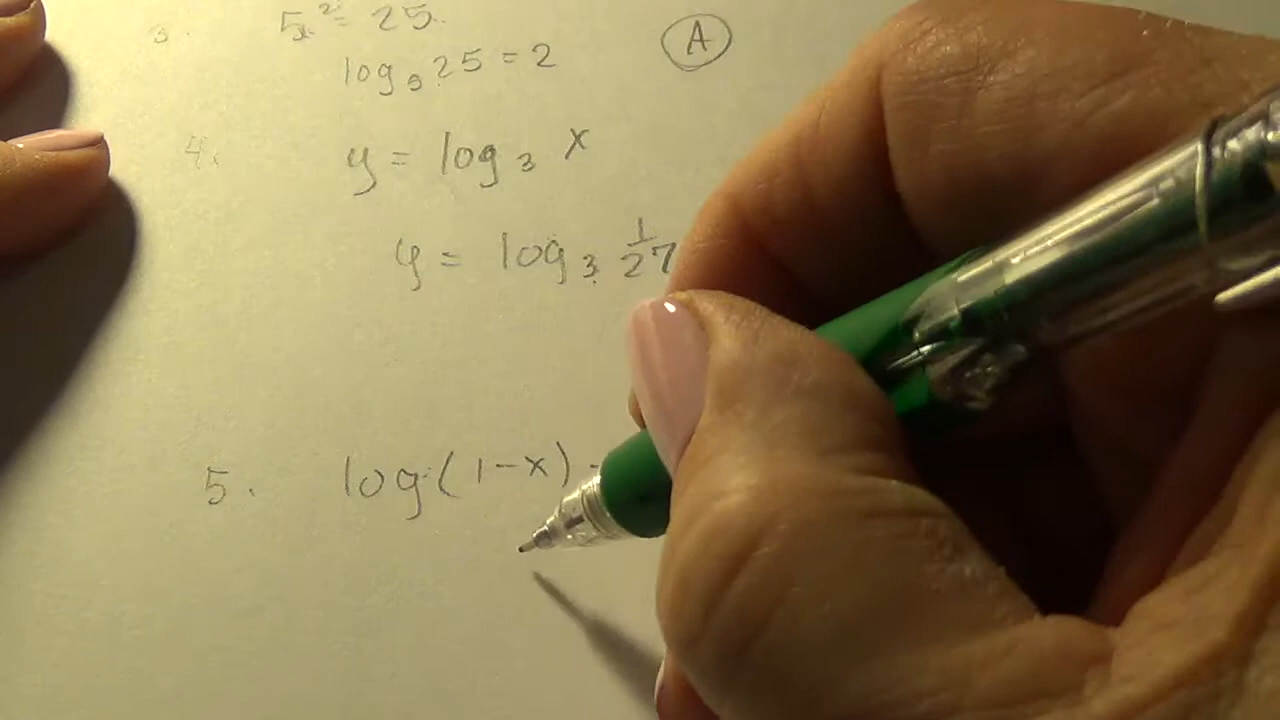 3. 5² = 25
log₅ 25 = 2 A
4. y = log₃ x
y = log₃ 1/27
5. log(1-x) -